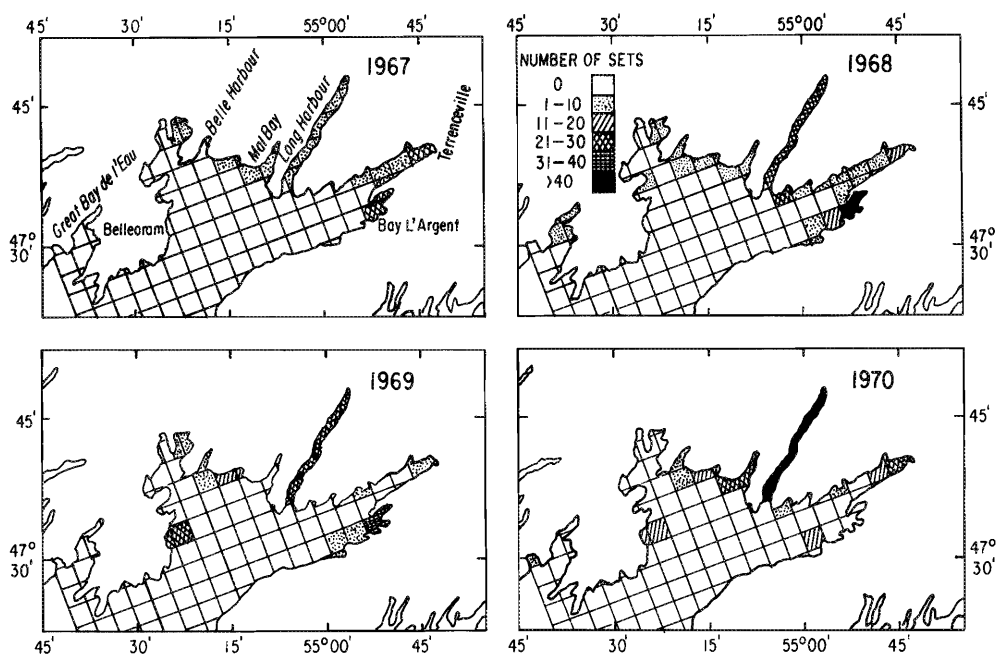 45' 30' 15' 55°00' 45'
45' 30' 15' 55°00' 45'
1967
Belle Harbour
Mal Bay
Long Harbour
Terrenceville
Great Bay de l'Eau
Belleoram
Bay L'Argent
45'
47°
30'
1968
NUMBER OF SETS
0
1–10
11–20
21–30
31–40
>40
45'
47°
30'
1969
45'
47°
30'
1970
45'
47°
30'
45' 30' 15' 55°00' 45'
45' 30' 15' 55°00' 45'